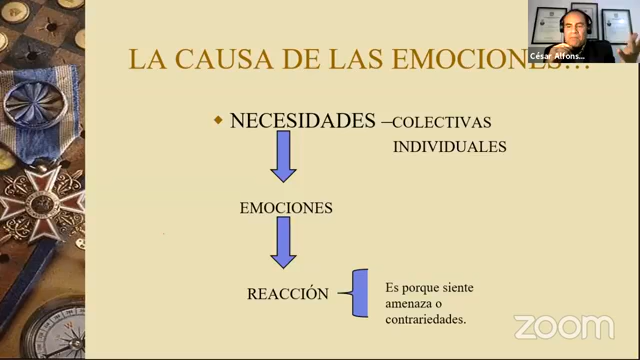 César Alfons...
LA CAUSA DE LAS EMOCIONES...
NECESIDADES –COLECTIVAS
INDIVIDUALES
EMOCIONES
REACCIÓN
Es porque siente
amenaza o
contrariedades.
zoom